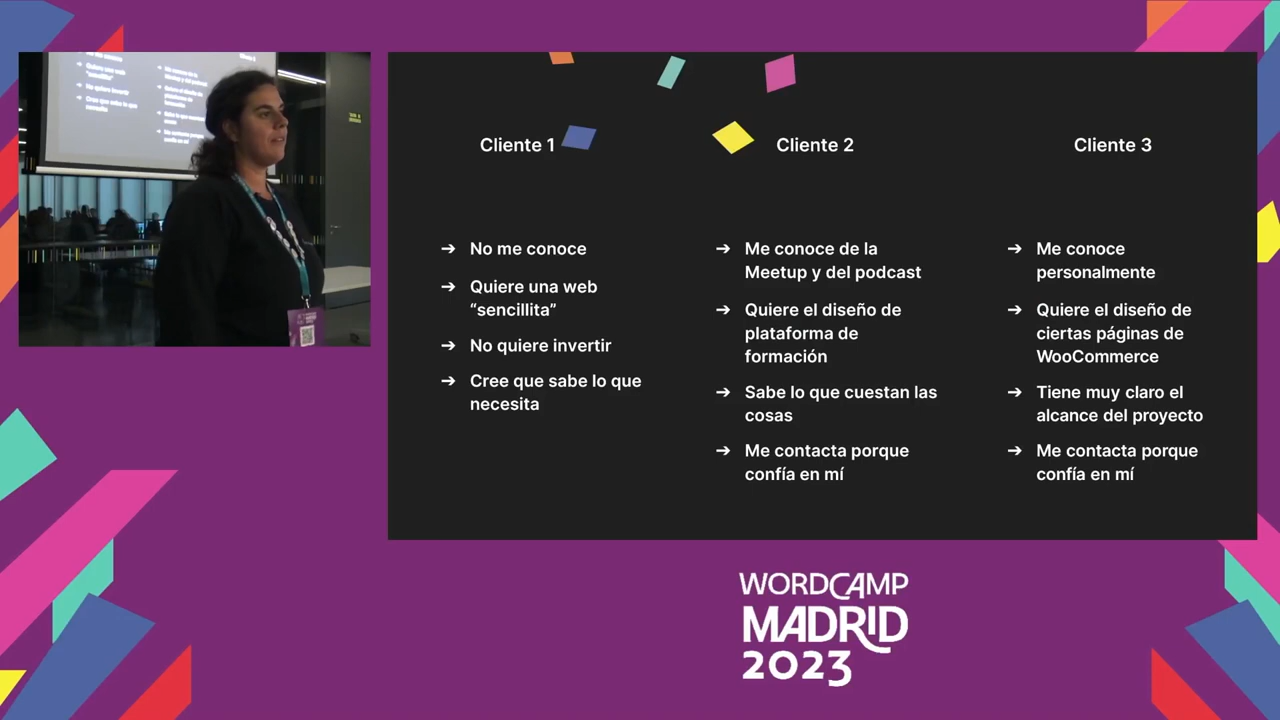 Cliente 1
Cliente 2
Cliente 3
➔ No me conoce
➔ Quiere una web
“sencillita”
➔ No quiere invertir
➔ Cree que sabe lo que
necesita
➔ Me conoce de la
Meetup y del podcast
➔ Quiere el diseño de
plataforma de
formación
➔ Sabe lo que cuestan las
cosas
➔ Me contacta porque
confía en mí
➔ Me conoce
personalmente
➔ Quiere el diseño de
ciertas páginas de
WooCommerce
➔ Tiene muy claro el
alcance del proyecto
➔ Me contacta porque
confía en mí
WORDCAMP
MADRID
2023